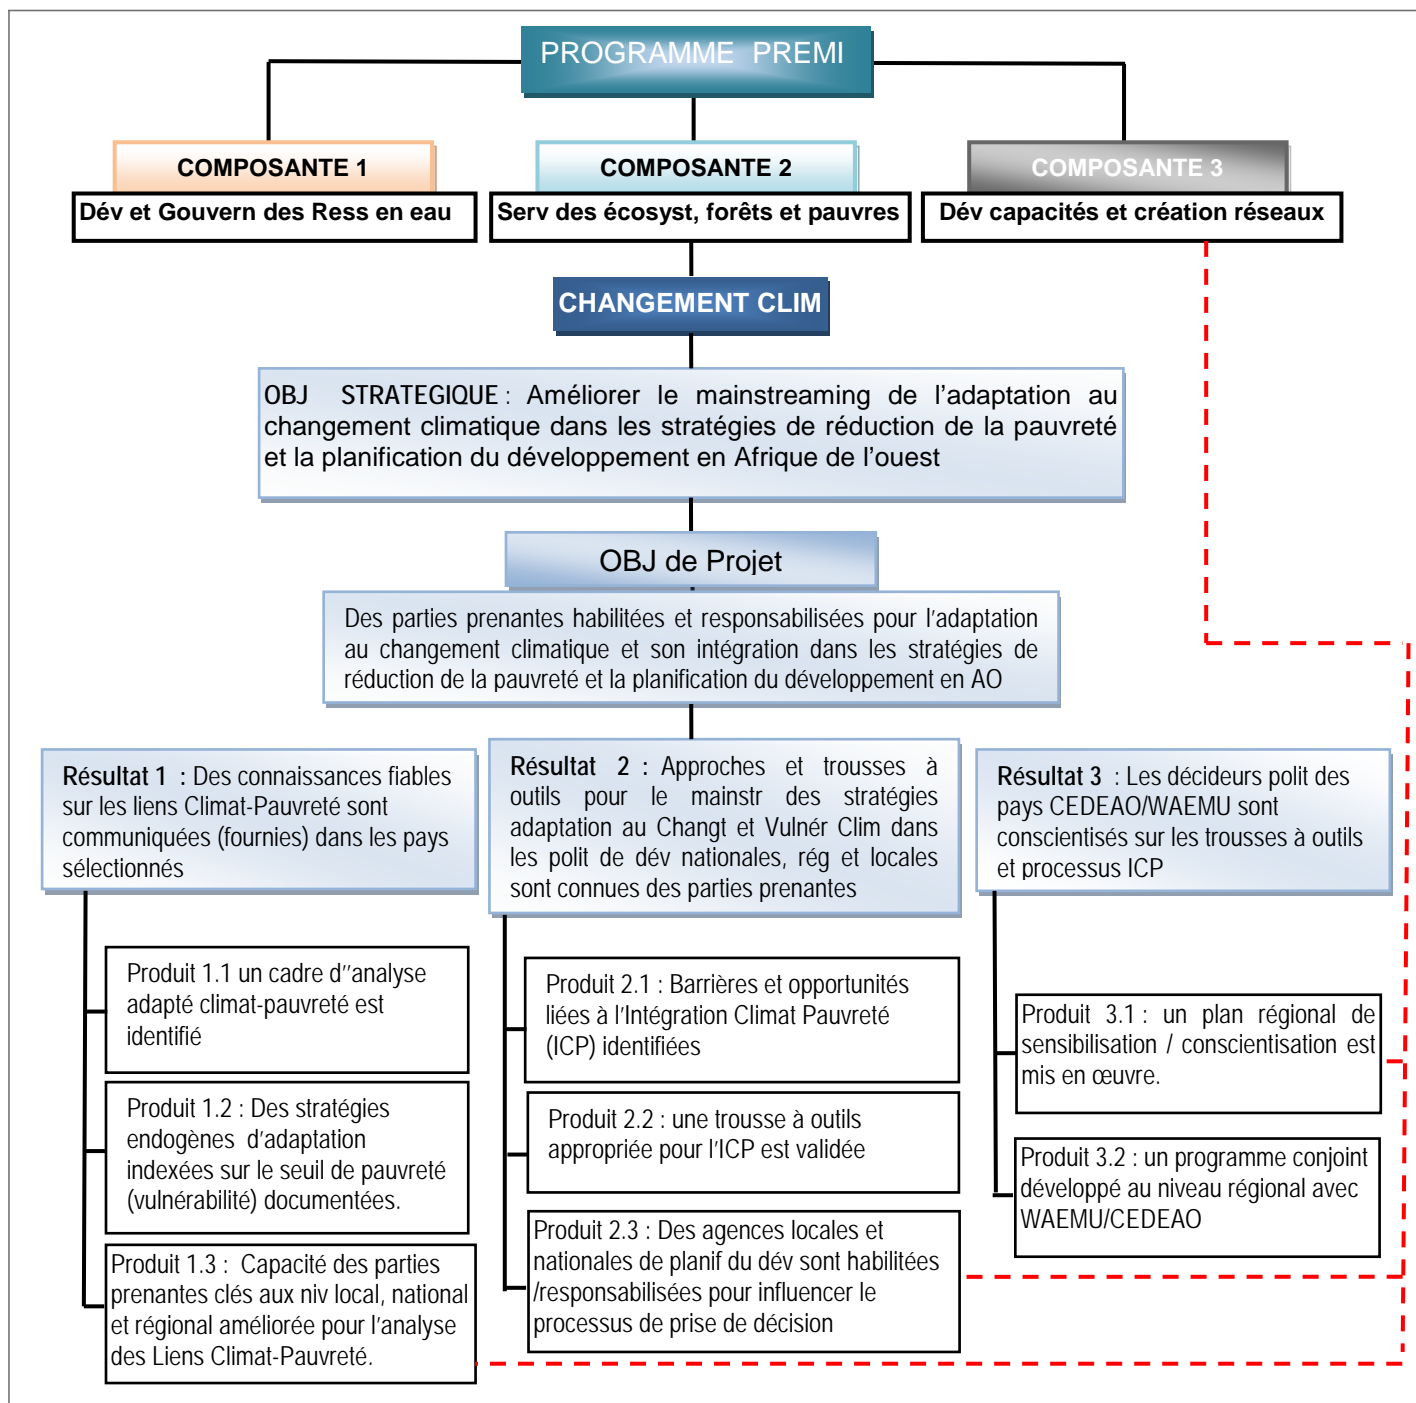 PROGRAMME PREMI
COMPOSANTE 1
Dév et Gouvern des Ress en eau
COMPOSANTE 2
Serv des écosyst, forêts et pauvres
COMPOSANTE 3
Dév capacités et création réseaux
CHANGEMENT CLIM
OBJ STRATEGIQUE : Améliorer le mainstreaming de l'adaptation au
changement climatique dans les stratégies de réduction de la pauvreté
et la planification du développement en Afrique de l'ouest
OBJ de Projet
Des parties prenantes habilitées et responsabilisées pour l'adaptation
au changement climatique et son intégration dans les stratégies de
réduction de la pauvreté et la planification du développement en AO
Résultat 1 : Des connaissances fiables
sur les liens Climat-Pauvreté sont
communiquées (fournies) dans les pays
sélectionnés
Produit 1.1 un cadre d''analyse
adapté climat-pauvreté est
identifié
Produit 1.2 : Des stratégies
endogènes d'adaptation
indexées sur le seuil de pauvreté
(vulnérabilité) documentées.
Produit 1.3 : Capacité des parties
prenantes clés aux niv local, national
et régional améliorée pour l'analyse
des Liens Climat-Pauvreté.
Résultat 2 : Approches et trousses à
outils pour le mainstr des stratégies
adaptation au Changt et Vulnér Clim dans
les polit de dév nationales, rég et locales
sont connues des parties prenantes
Produit 2.1 : Barrières et opportunités
liées à l'Intégration Climat Pauvreté
(ICP) identifiées
Produit 2.2 : une trousse à outils
appropriée pour l'ICP est validée
Produit 2.3 : Des agences locales et
nationales de planif du dév sont habilitées
/responsabilisées pour influencer le
processus de prise de décision
Résultat 3 : Les décideurs polit des
pays CEDEAO/WAEMU sont
conscientisés sur les trousses à outils
et processus ICP
Produit 3.1 : un plan régional de
sensibilisation / conscientisation est
mis en œuvre.
Produit 3.2 : un programme conjoint
développé au niveau régional avec
WAEMU/CEDEAO